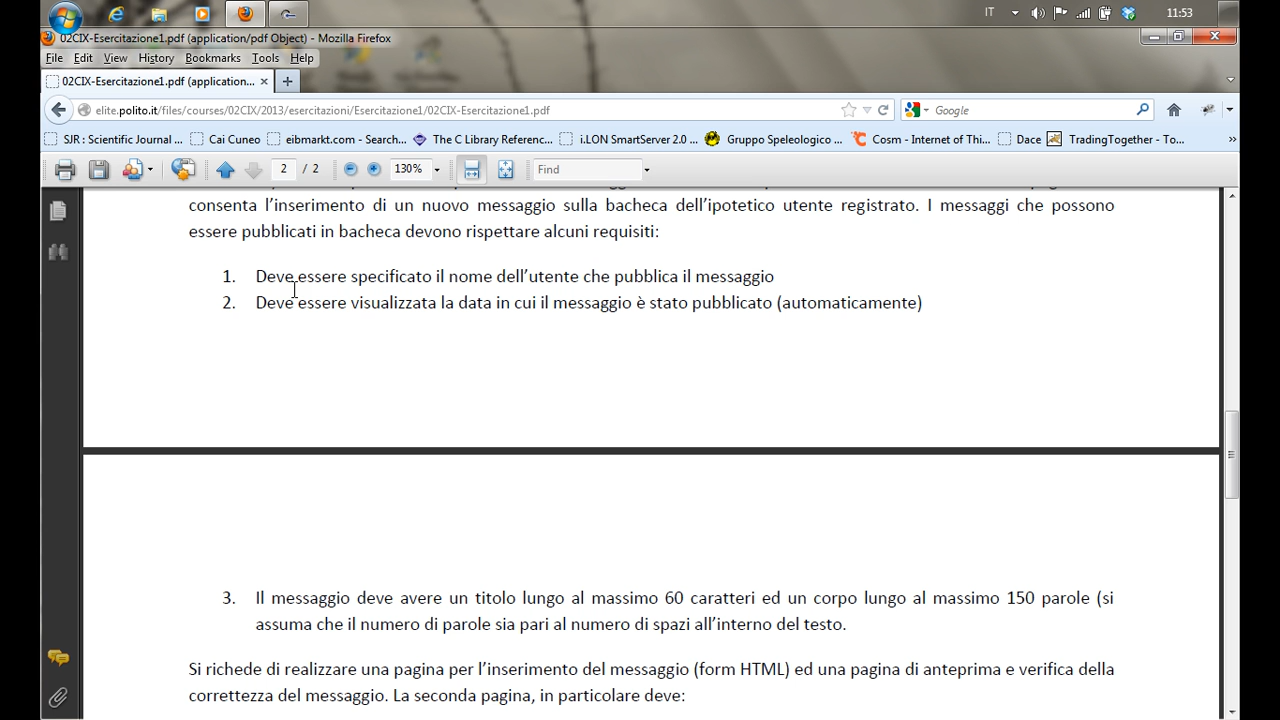 IT 11:53
02CIX-Esercitazione1.pdf (application/pdf Object) - Mozilla Firefox
File Edit View History Bookmarks Tools Help
02CIX-Esercitazione1.pdf (application...
elite.polito.it/files/courses/02CIX/2013/esercitazioni/Esercitazione1/02CIX-Esercitazione1.pdf Google
SJR : Scientific Journal ... Cai Cuneo eibmarkt.com - Search... The C Library Referenc... i.LON SmartServer 2.0 ... Gruppo Speleologico ... Cosm - Internet of Thi... Dace TradingTogether - To... »
2 / 2 130% Find
consenta l'inserimento di un nuovo messaggio sulla bacheca dell'ipotetico utente registrato. I messaggi che possono
essere pubblicati in bacheca devono rispettare alcuni requisiti:
1. Deve essere specificato il nome dell'utente che pubblica il messaggio
2. Deve essere visualizzata la data in cui il messaggio è stato pubblicato (automaticamente)
3. Il messaggio deve avere un titolo lungo al massimo 60 caratteri ed un corpo lungo al massimo 150 parole (si
assuma che il numero di parole sia pari al numero di spazi all'interno del testo.
Si richede di realizzare una pagina per l'inserimento del messaggio (form HTML) ed una pagina di anteprima e verifica della
correttezza del messaggio. La seconda pagina, in particolare deve: